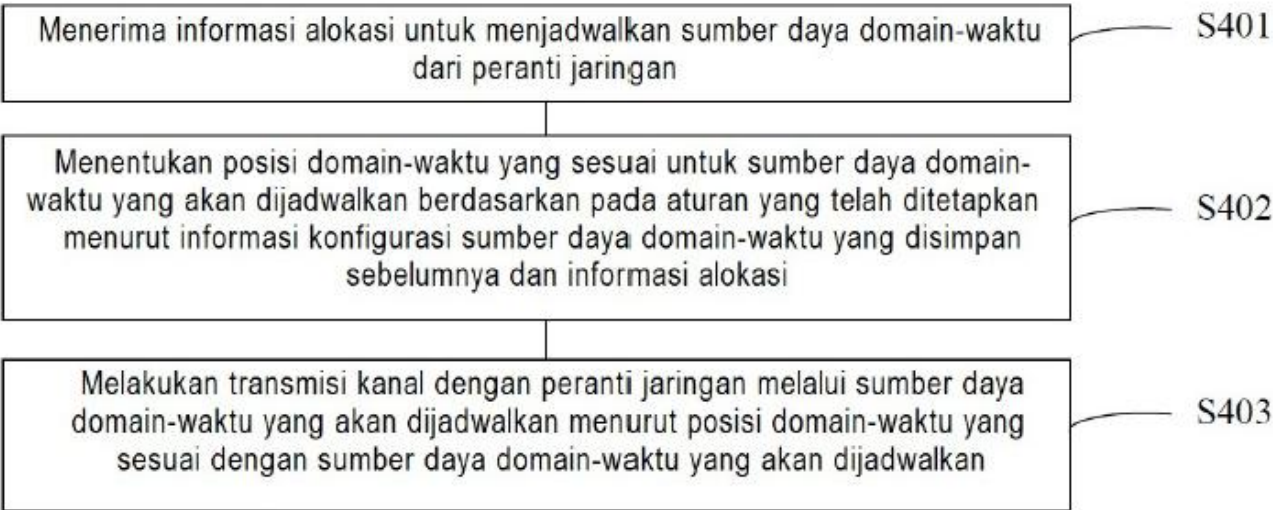 Menerima informasi alokasi untuk menjadwalkan sumber daya domain-waktu
dari peranti jaringan
S401
Menentukan posisi domain-waktu yang sesuai untuk sumber daya domain-
waktu yang akan dijadwalkan berdasarkan pada aturan yang telah ditetapkan
menurut informasi konfigurasi sumber daya domain-waktu yang disimpan
sebelumnya dan informasi alokasi
S402
Melakukan transmisi kanal dengan peranti jaringan melalui sumber daya
domain-waktu yang akan dijadwalkan menurut posisi domain-waktu yang
sesuai dengan sumber daya domain-waktu yang akan dijadwalkan
S403